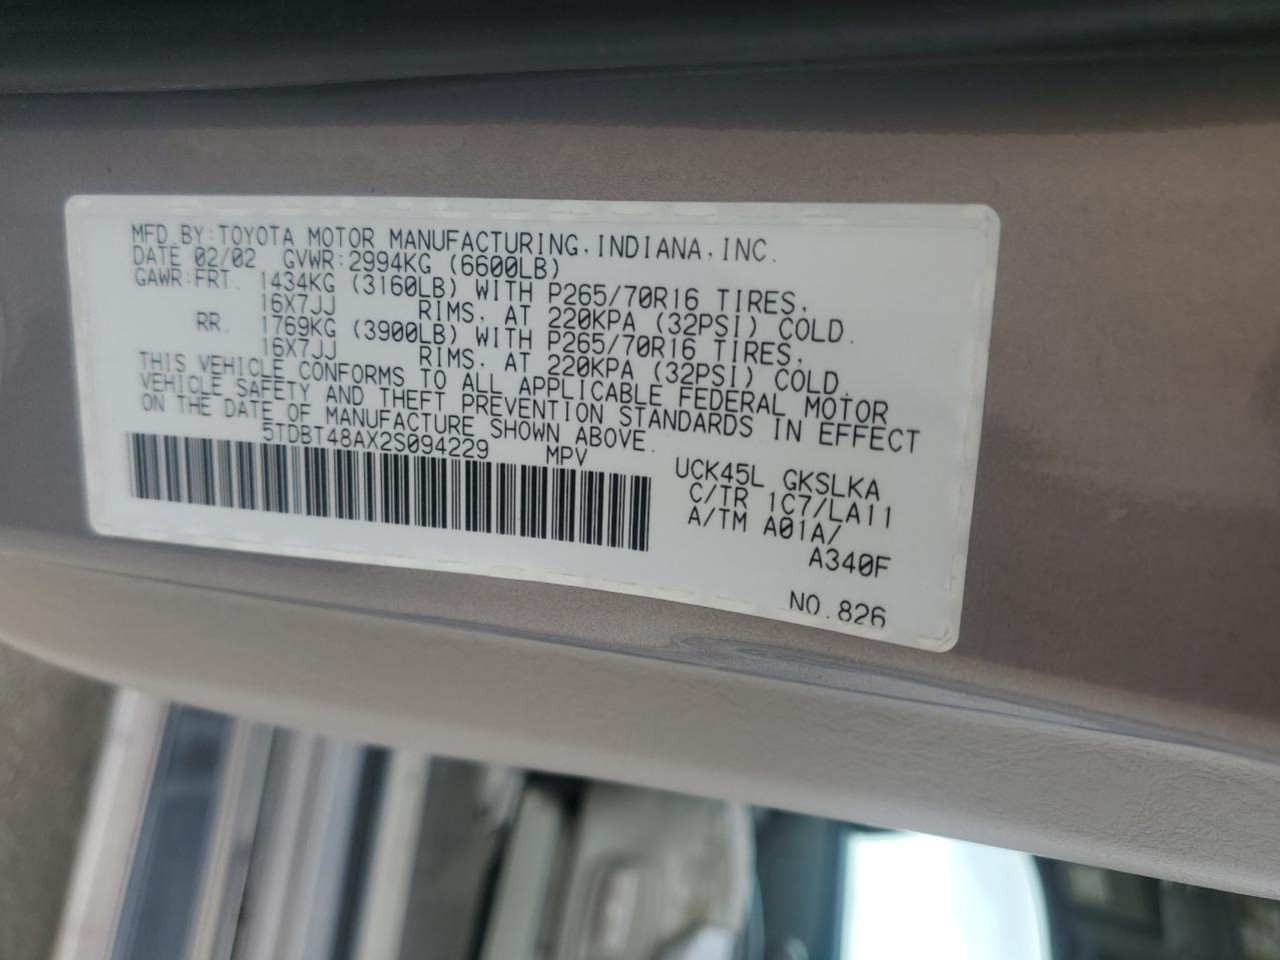 MFD.BY:TOYOTA MOTOR MANUFACTURING,INDIANA,INC.
DATE 02/02 GVWR:2994KG (6600LB)
GAWR:FRT. 1434KG (3160LB) WITH P265/70R16 TIRES,
16X7JJ RIMS, AT 220KPA (32PSI) COLD.
RR. 1769KG (3900LB) WITH P265/70R16 TIRES,
16X7JJ RIMS, AT 220KPA (32PSI) COLD.
THIS VEHICLE CONFORMS TO ALL APPLICABLE FEDERAL MOTOR
VEHICLE SAFETY AND THEFT PREVENTION STANDARDS IN EFFECT
ON THE DATE OF MANUFACTURE SHOWN ABOVE.
5TDBT48AX2S094229 MPV
UCK45L GKSLKA
C/TR 1C7/LA11
A/TM A01A/
A340F
NO.826